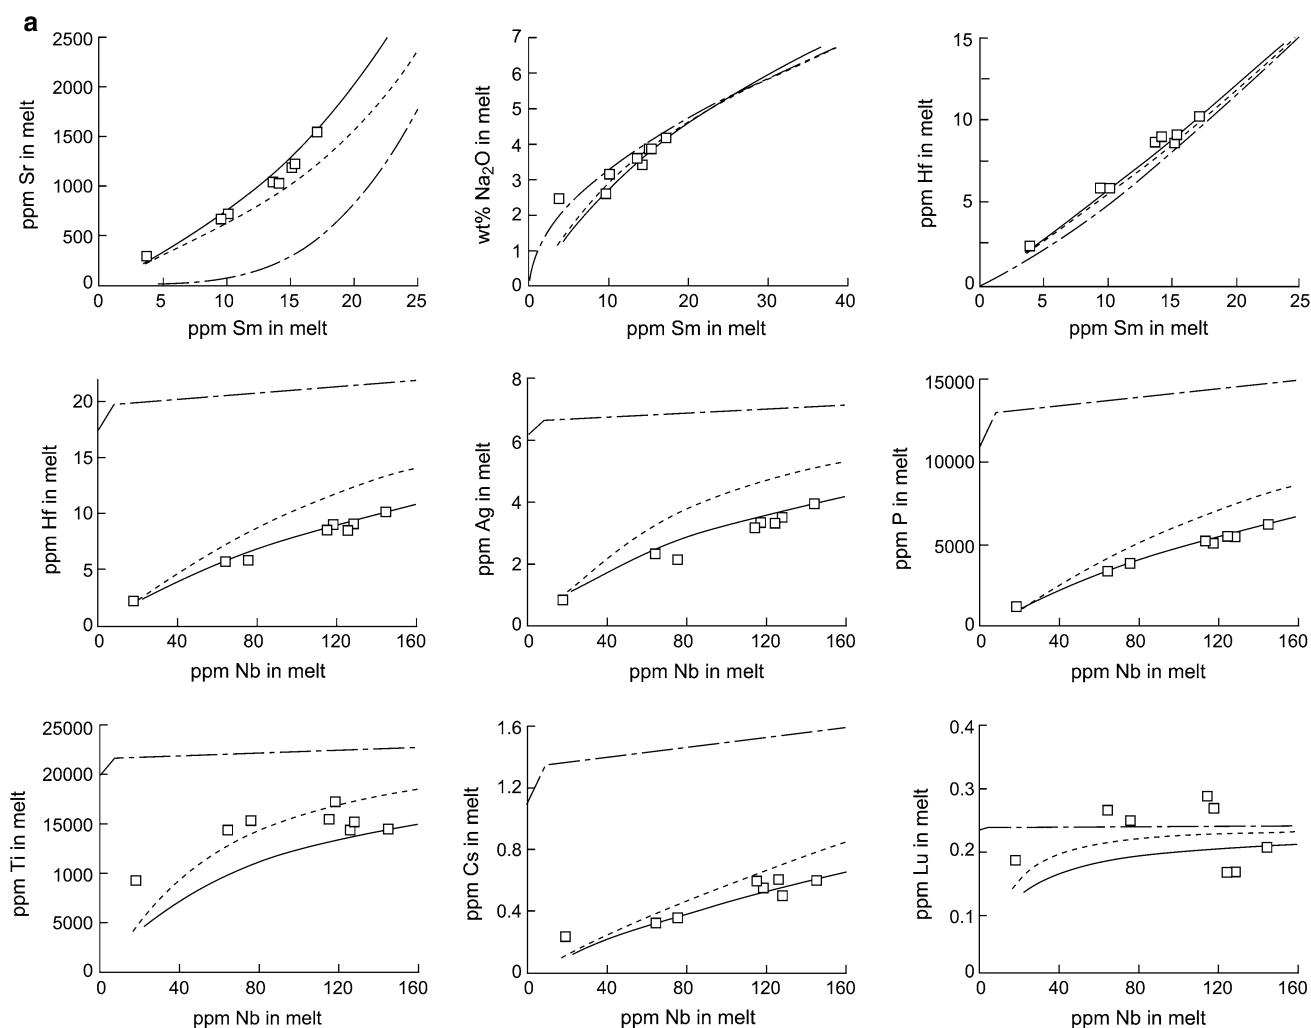 a
2500
2000
1500
1000
500
0
0 5 10 15 20 25
ppm Sr in melt
ppm Sm in melt
7
6
5
4
3
2
1
0
0 10 20 30 40
wt% Na₂O in melt
ppm Sm in melt
15
10
5
0
0 5 10 15 20 25
ppm Hf in melt
ppm Sm in melt
20
15
10
5
0
0 40 80 120 160
ppm Hf in melt
ppm Nb in melt
8
6
4
2
0
0 40 80 120 160
ppm Ag in melt
ppm Nb in melt
15000
10000
5000
0
0 40 80 120 160
ppm P in melt
ppm Nb in melt
25000
20000
15000
1000
5000
0
0 40 80 120 160
ppm Ti in melt
ppm Nb in melt
1.6
1.2
0.8
0.4
0
0 40 80 120 160
ppm Cs in melt
ppm Nb in melt
0.4
0.3
0.2
0.1
0
0 40 80 120 160
ppm Lu in melt
ppm Nb in melt